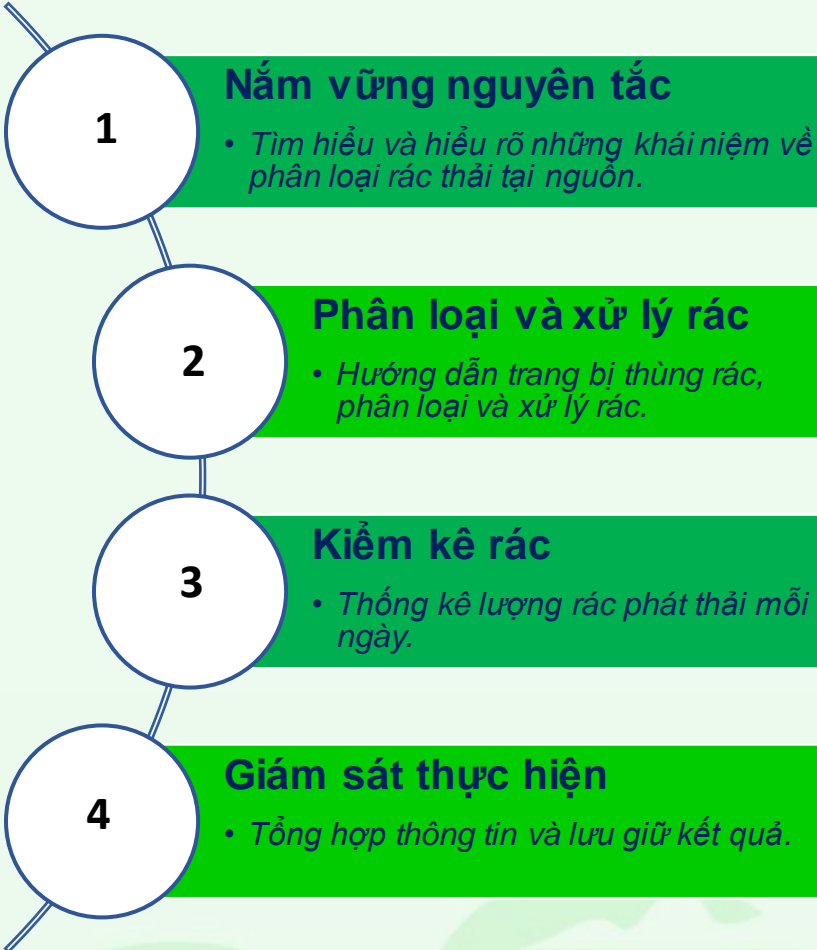 1
Nắm vững nguyên tắc
• Tìm hiểu và hiểu rõ những khái niệm về
phân loại rác thải tại nguồn.
2
Phân loại và xử lý rác
• Hướng dẫn trang bị thùng rác,
phân loại và xử lý rác.
3
Kiểm kê rác
• Thống kê lượng rác phát thải mỗi
ngày.
4
Giám sát thực hiện
• Tổng hợp thông tin và lưu giữ kết quả.